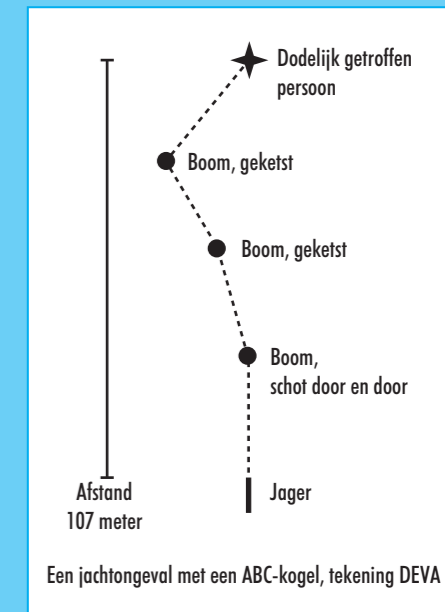 Dodelijk getroffen
persoon
Boom, geketst
Boom, geketst
Boom,
schot door en door
Afstand
107 meter
Jager
Een jachtongeval met een ABC-kogel, tekening DEVA